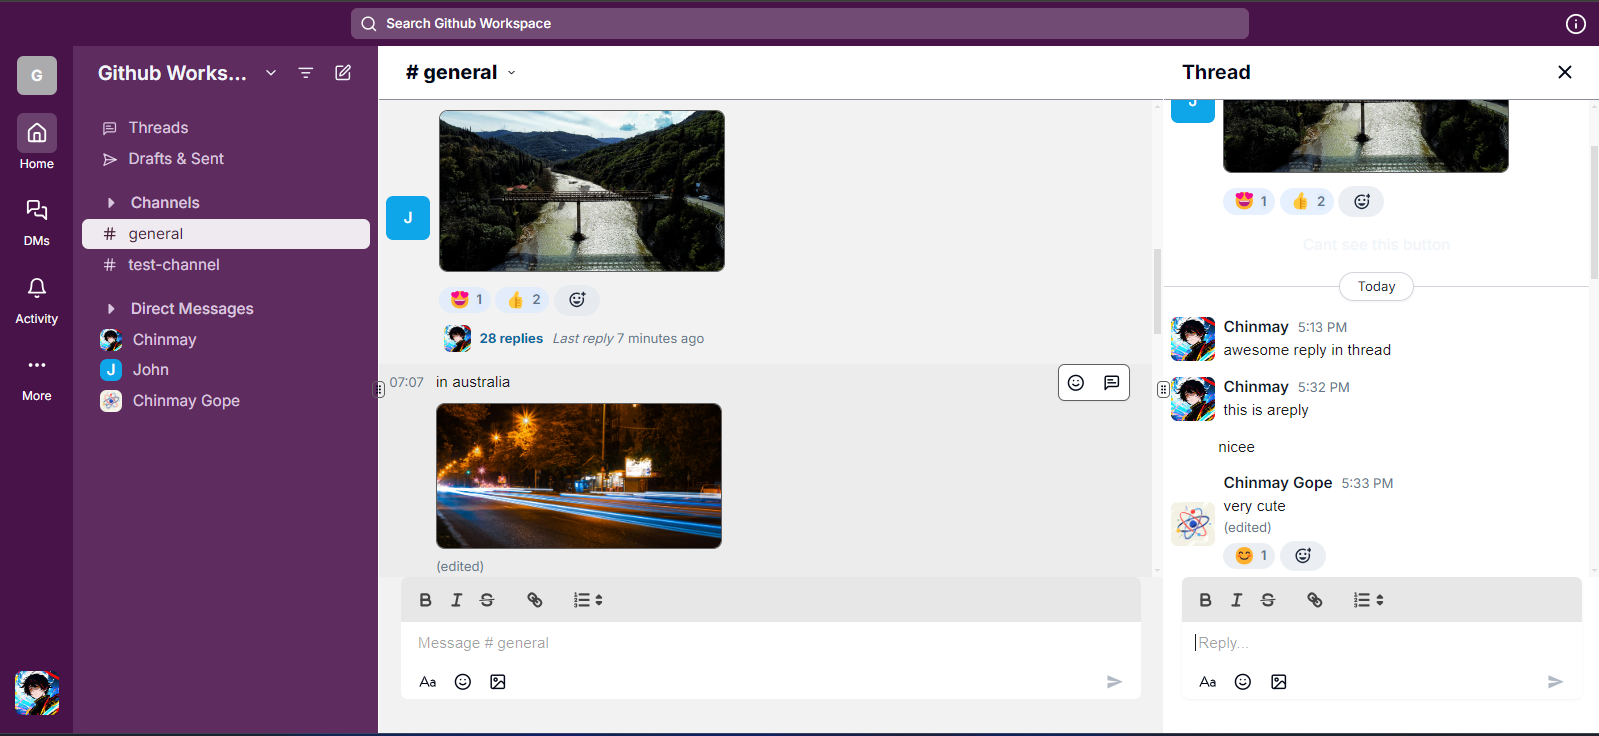 Search Github Workspace
G
Github Works...
Home
DMs
Activity
More
Threads
Drafts & Sent
Channels
# general
# test-channel
Direct Messages
Chinmay
J John
Chinmay Gope
# general
J
1
2
28 replies Last reply 7 minutes ago
07:07 in australia
(edited)
B I S
Message # general
Aa
Thread
J
1
2
Cant see this button
Today
Chinmay 5:13 PM
awesome reply in thread
Chinmay 5:32 PM
this is areply
nicee
Chinmay Gope 5:33 PM
very cute
(edited)
1
B I S
Reply...
Aa